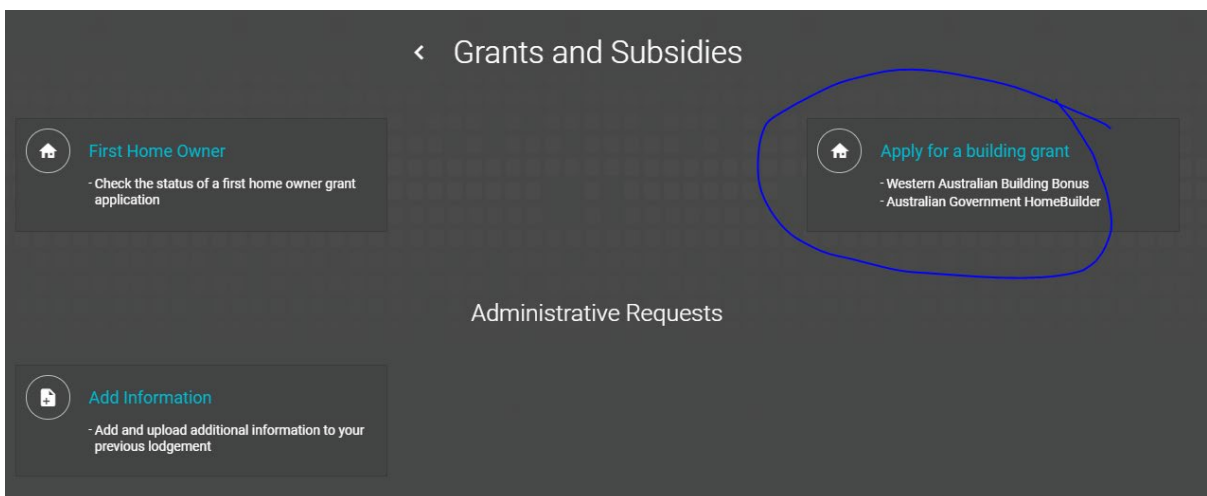 Grants and Subsidies
First Home Owner
- Check the status of a first home owner grant
application
Apply for a building grant
- Western Australian Building Bonus
- Australian Government HomeBuilder
Administrative Requests
Add Information
- Add and upload additional information to your
previous lodgement